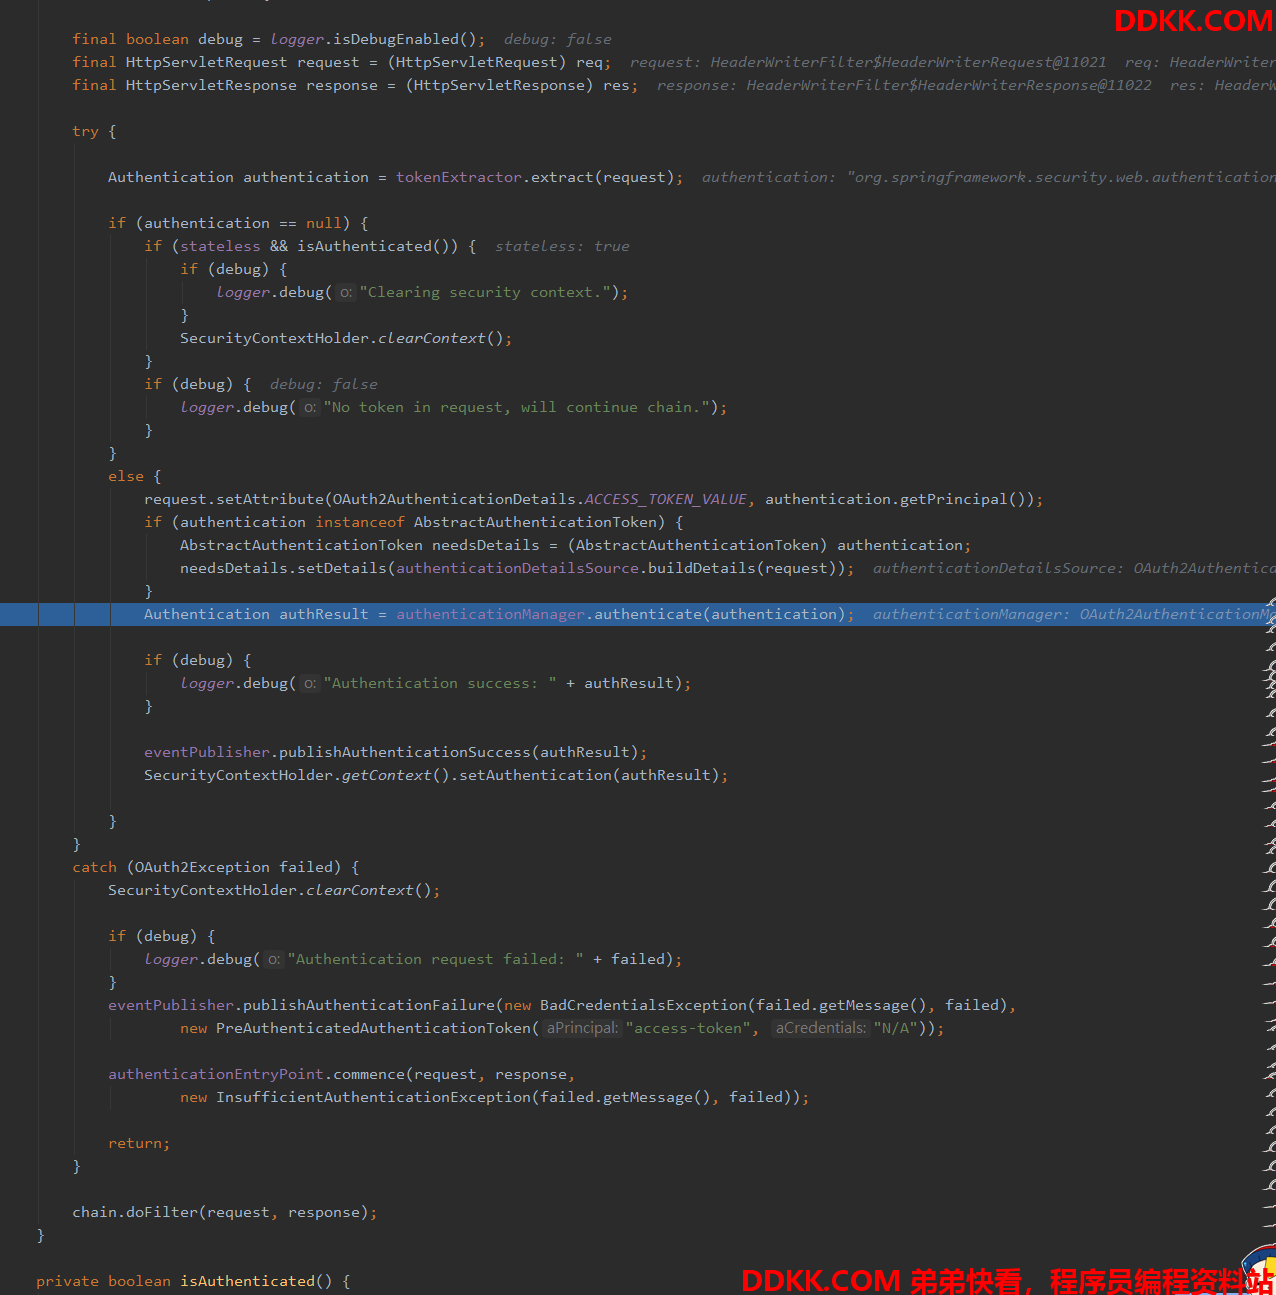 DDKK.COM
final boolean debug = logger.isDebugEnabled();  debug: false
final HttpServletRequest request = (HttpServletRequest) req;  request: HeaderWriterFilter$HeaderWriterRequest@11021  req: HeaderWriter
final HttpServletResponse response = (HttpServletResponse) res;  response: HeaderWriterFilter$HeaderWriterResponse@11022  res: HeaderW
try {
Authentication authentication = tokenExtractor.extract(request);  authentication: "org.springframework.security.web.authentication
if (authentication == null) {
if (stateless && isAuthenticated()) {  stateless: true
if (debug) {
logger.debug( o: "Clearing security context.");
}
SecurityContextHolder.clearContext();
}
if (debug) {  debug: false
logger.debug( o: "No token in request, will continue chain.");
}
}
else {
request.setAttribute(OAuth2AuthenticationDetails.ACCESS_TOKEN_VALUE, authentication.getPrincipal());
if (authentication instanceof AbstractAuthenticationToken) {
AbstractAuthenticationToken needsDetails = (AbstractAuthenticationToken) authentication;
needsDetails.setDetails(authenticationDetailsSource.buildDetails(request));  authenticationDetailsSource: OAuth2Authentica
}
Authentication authResult = authenticationManager.authenticate(authentication);  authenticationManager: OAuth2AuthenticationMa
if (debug) {
logger.debug( o: "Authentication success: " + authResult);
}
eventPublisher.publishAuthenticationSuccess(authResult);
SecurityContextHolder.getContext().setAuthentication(authResult);
}
}
catch (OAuth2Exception failed) {
SecurityContextHolder.clearContext();
if (debug) {
logger.debug( o: "Authentication request failed: " + failed);
}
eventPublisher.publishAuthenticationFailure(new BadCredentialsException(failed.getMessage(), failed),
new PreAuthenticatedAuthenticationToken( aPrincipal: "access-token", aCredentials: "N/A"));
authenticationEntryPoint.commence(request, response,
new InsufficientAuthenticationException(failed.getMessage(), failed));
return;
}
chain.doFilter(request, response);
}
private boolean isAuthenticated() {
DDKK.COM 弟弟快看，程序员编程资料站